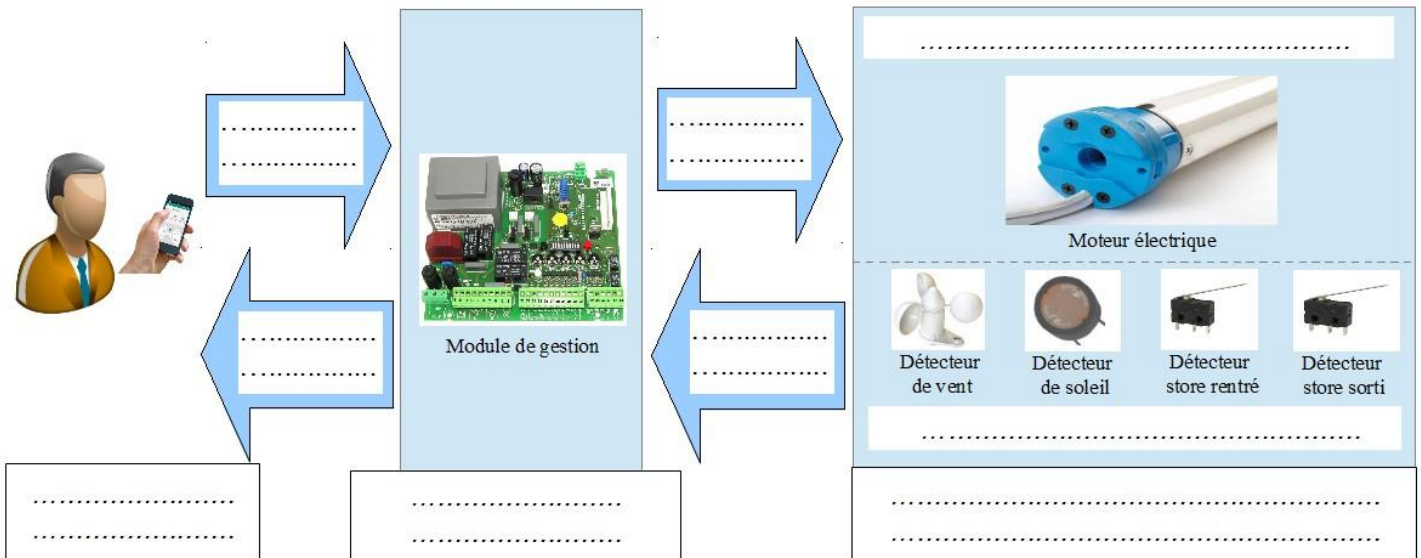 Moteur électrique
Module de gestion
Détecteur
de vent
Détecteur
de soleil
Détecteur
store rentré
Détecteur
store sorti